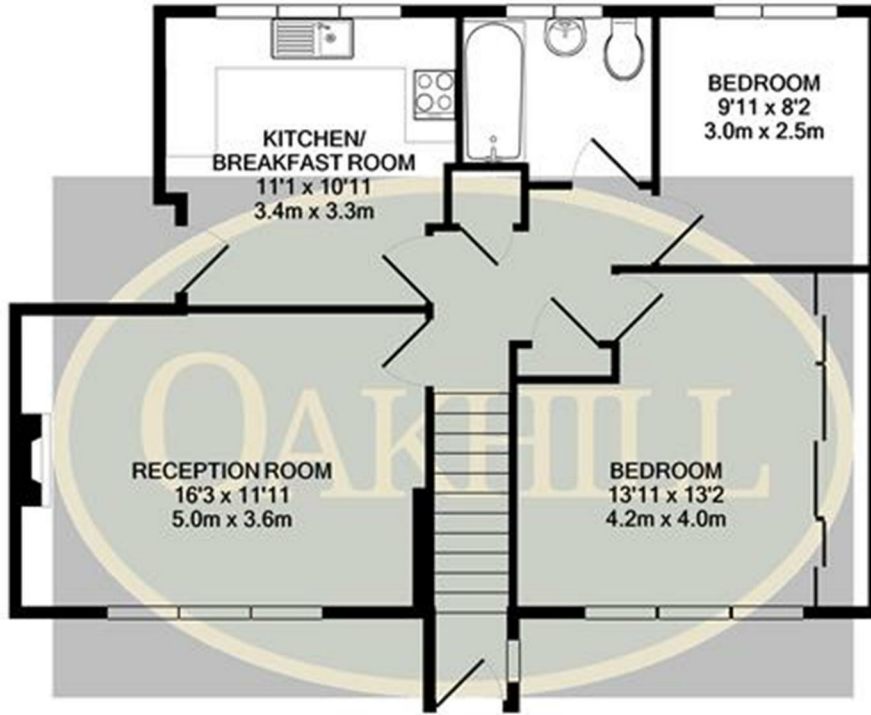 KITCHEN/
BREAKFAST ROOM
11'1 x 10'11
3.4m x 3.3m
BEDROOM
9'11 x 8'2
3.0m x 2.5m
OAKHILL
RECEPTION ROOM
16'3 x 11'11
5.0m x 3.6m
BEDROOM
13'11 x 13'2
4.2m x 4.0m